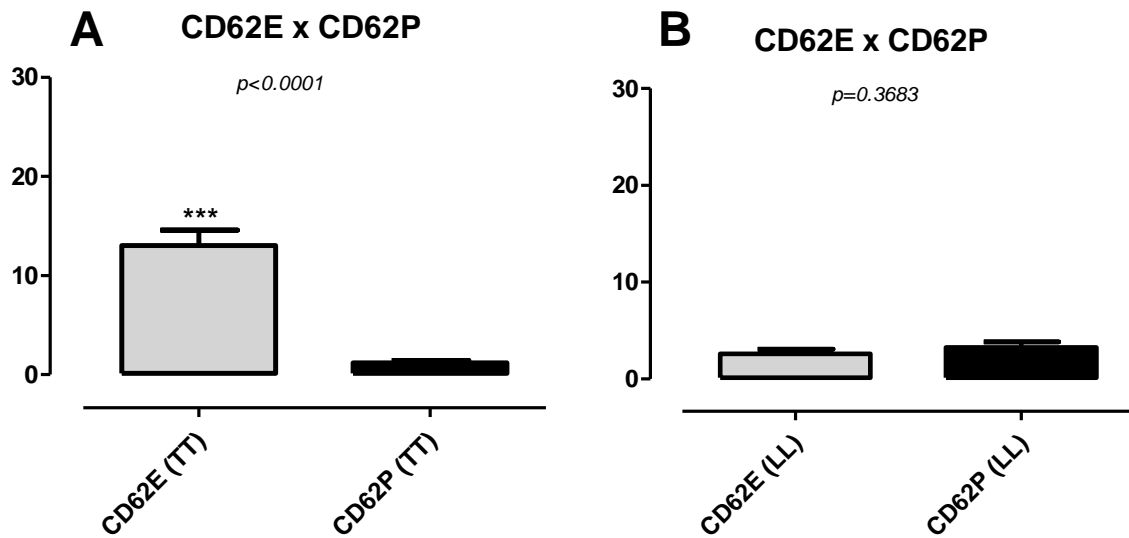 A
CD62E x CD62P
p<0.0001
30
20
10
0
***
CD62E (TT)
CD62P (TT)
B
CD62E x CD62P
p=0.3683
30
20
10
0
CD62E (LL)
CD62P (LL)